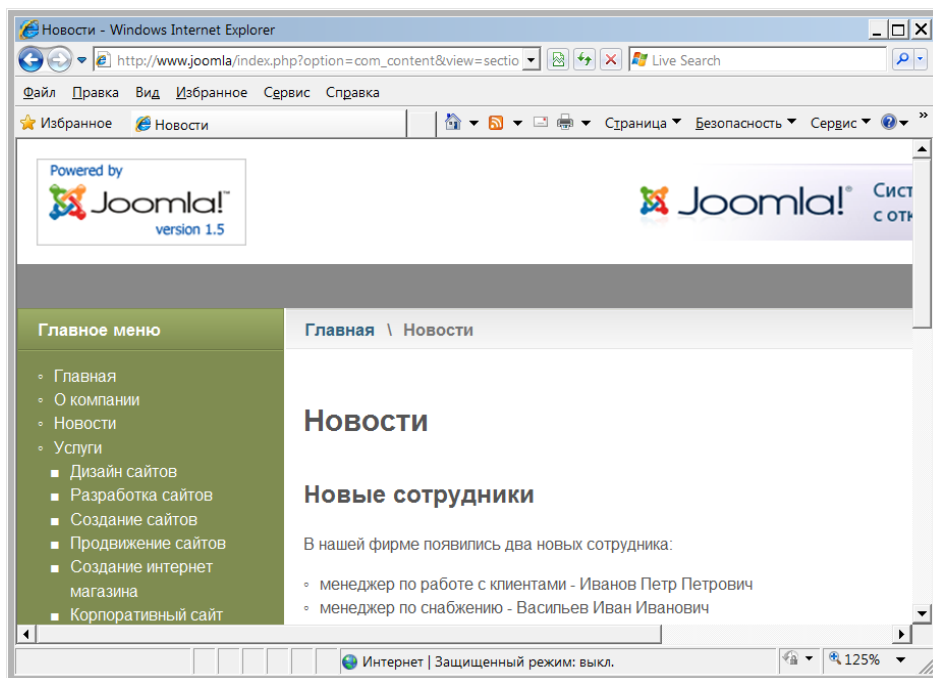 Новости - Windows Internet Explorer
http://www.joomla/index.php?option=com_content&view=sectio
Live Search
Файл Правка Вид Избранное Сервис Справка
Избранное Новости Страница Безопасность Сервис »
Powered by
Joomla!™
version 1.5
Joomla!®
Сист
с отк
Главное меню
Главная \ Новости
Главная
О компании
Новости
Услуги
Дизайн сайтов
Разработка сайтов
Создание сайтов
Продвижение сайтов
Создание интернет
магазина
Корпоративный сайт
Новости
Новые сотрудники
В нашей фирме появились два новых сотрудника:
менеджер по работе с клиентами - Иванов Петр Петрович
менеджер по снабжению - Васильев Иван Иванович
Интернет | Защищенный режим: выкл.
125%